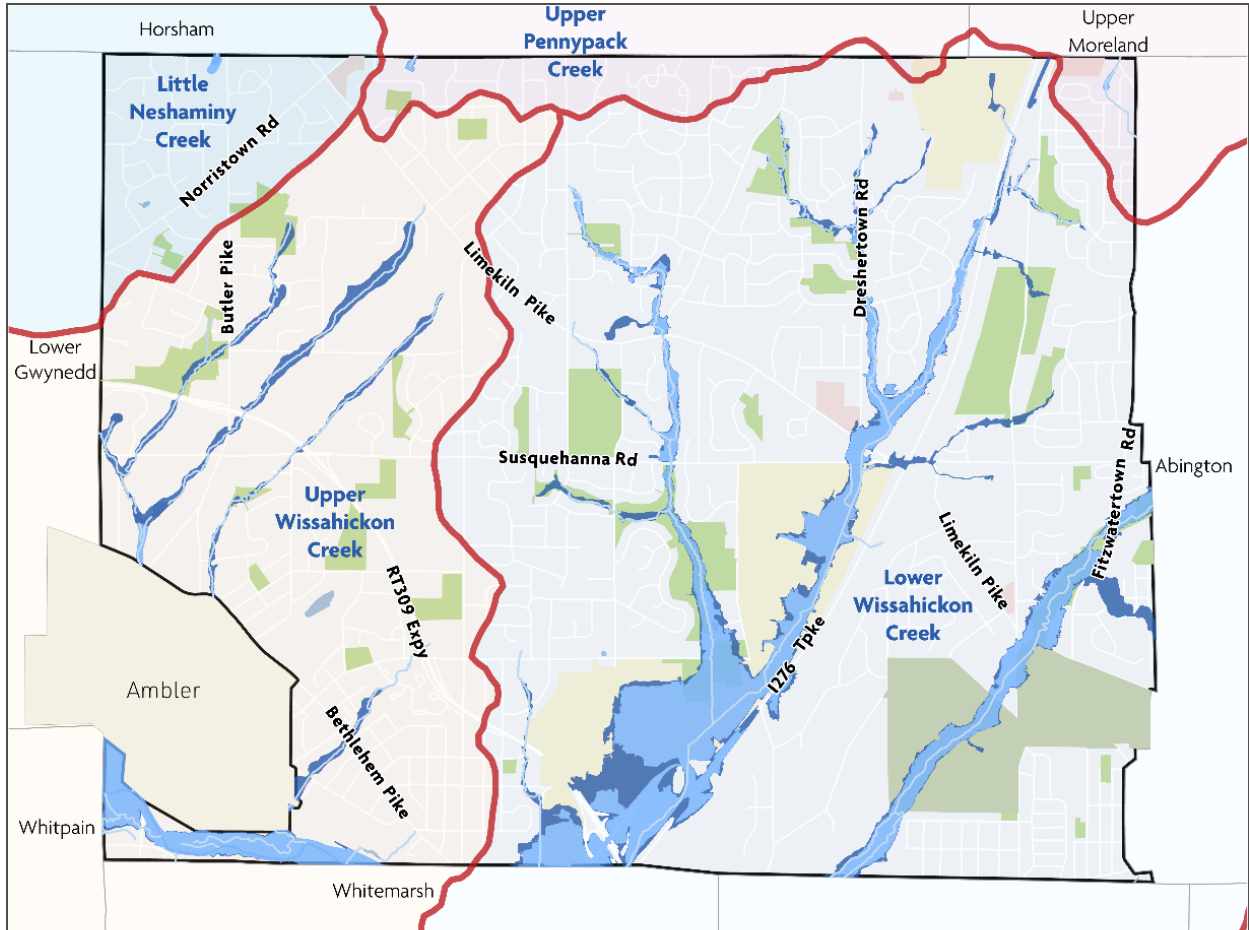 Horsham
Upper
Pennypack
Creek
Upper
Moreland
Little
Neshaminy
Creek
Norristown Rd
Butler Pike
Limekiln Pike
Dreshertown Rd
Lower
Gwynedd
Susquehanna Rd
Abington
Upper
Wissahickon
Creek
RT309 Expy
Limekiln Pike
Fitzwatertown Rd
Lower
Wissahickon
Creek
I276 Tpke
Ambler
Bethlehem Pike
Whitpain
Whitemarsh